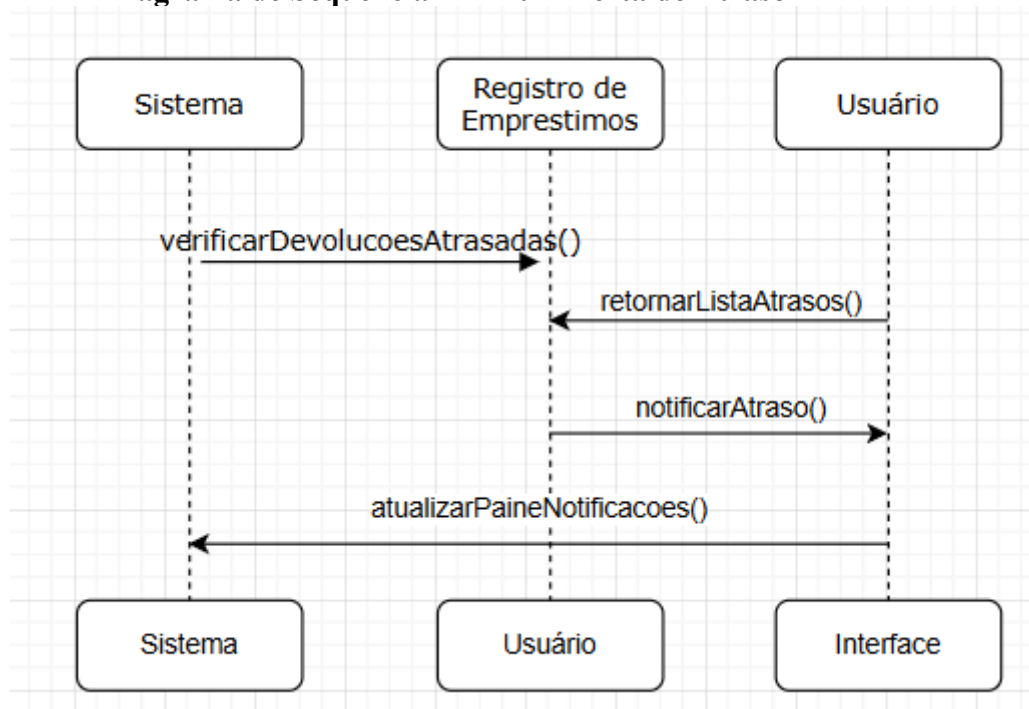 Sistema
Registro de
Emprestimos
Usuário
verificarDevolucoesAtrasadas()
retornarListaAtrasos()
notificarAtraso()
atualizarPaineNotificacoes()
Sistema
Usuário
Interface